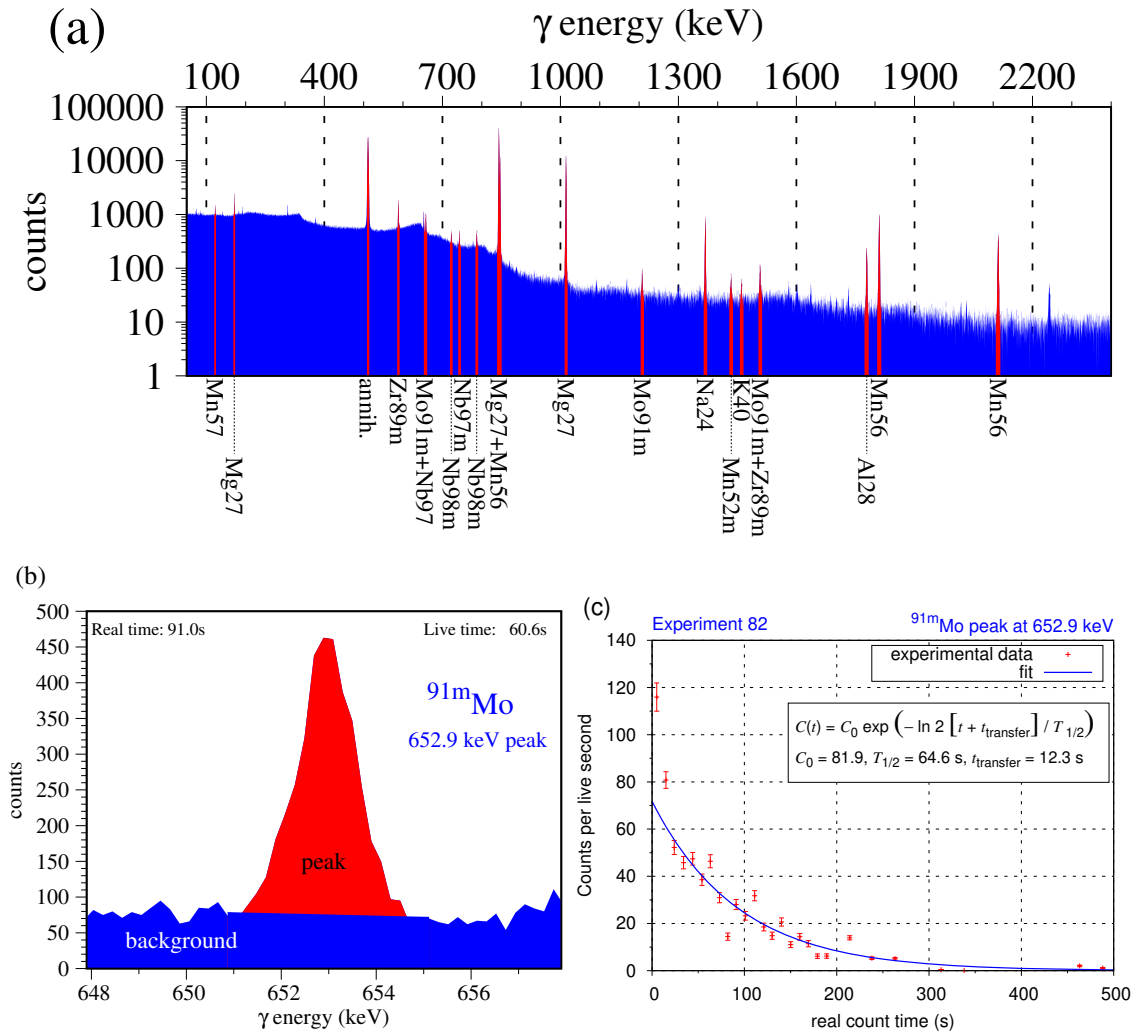 (a)
γ energy (keV)
100 400 700 1010 1300 1600 1900 2200
100000
10000
1000
100
10
1
counts
Mn57
Mg27
annih.
Zr89m
Mo91m+Nb97
Nb98m
Nb97m
Nb98m
Mg27+Mn56
Mg27
Mo91m
Na24
Mn52m
K40
Mo91m+Zr89m
Al28
Mn56
Mn56
(b)
500
450
400
350
300
250
200
150
100
50
0
counts
Real time: 91.0s Live time: 60.6s
91mMo
652.9 keV peak
peak
background
648 650 652 654 656
γ energy (keV)
(c)
Experiment 82 91mMo peak at 652.9 keV
140
120
100
80
60
40
20
0
Counts per live second
experimental data
fit
C(t) = C0 exp (− ln 2 [t + ttransfer] / T1/2)
C0 = 81.9, T1/2 = 64.6 s, ttransfer = 12.3 s
0 100 200 300 400 500
real count time (s)